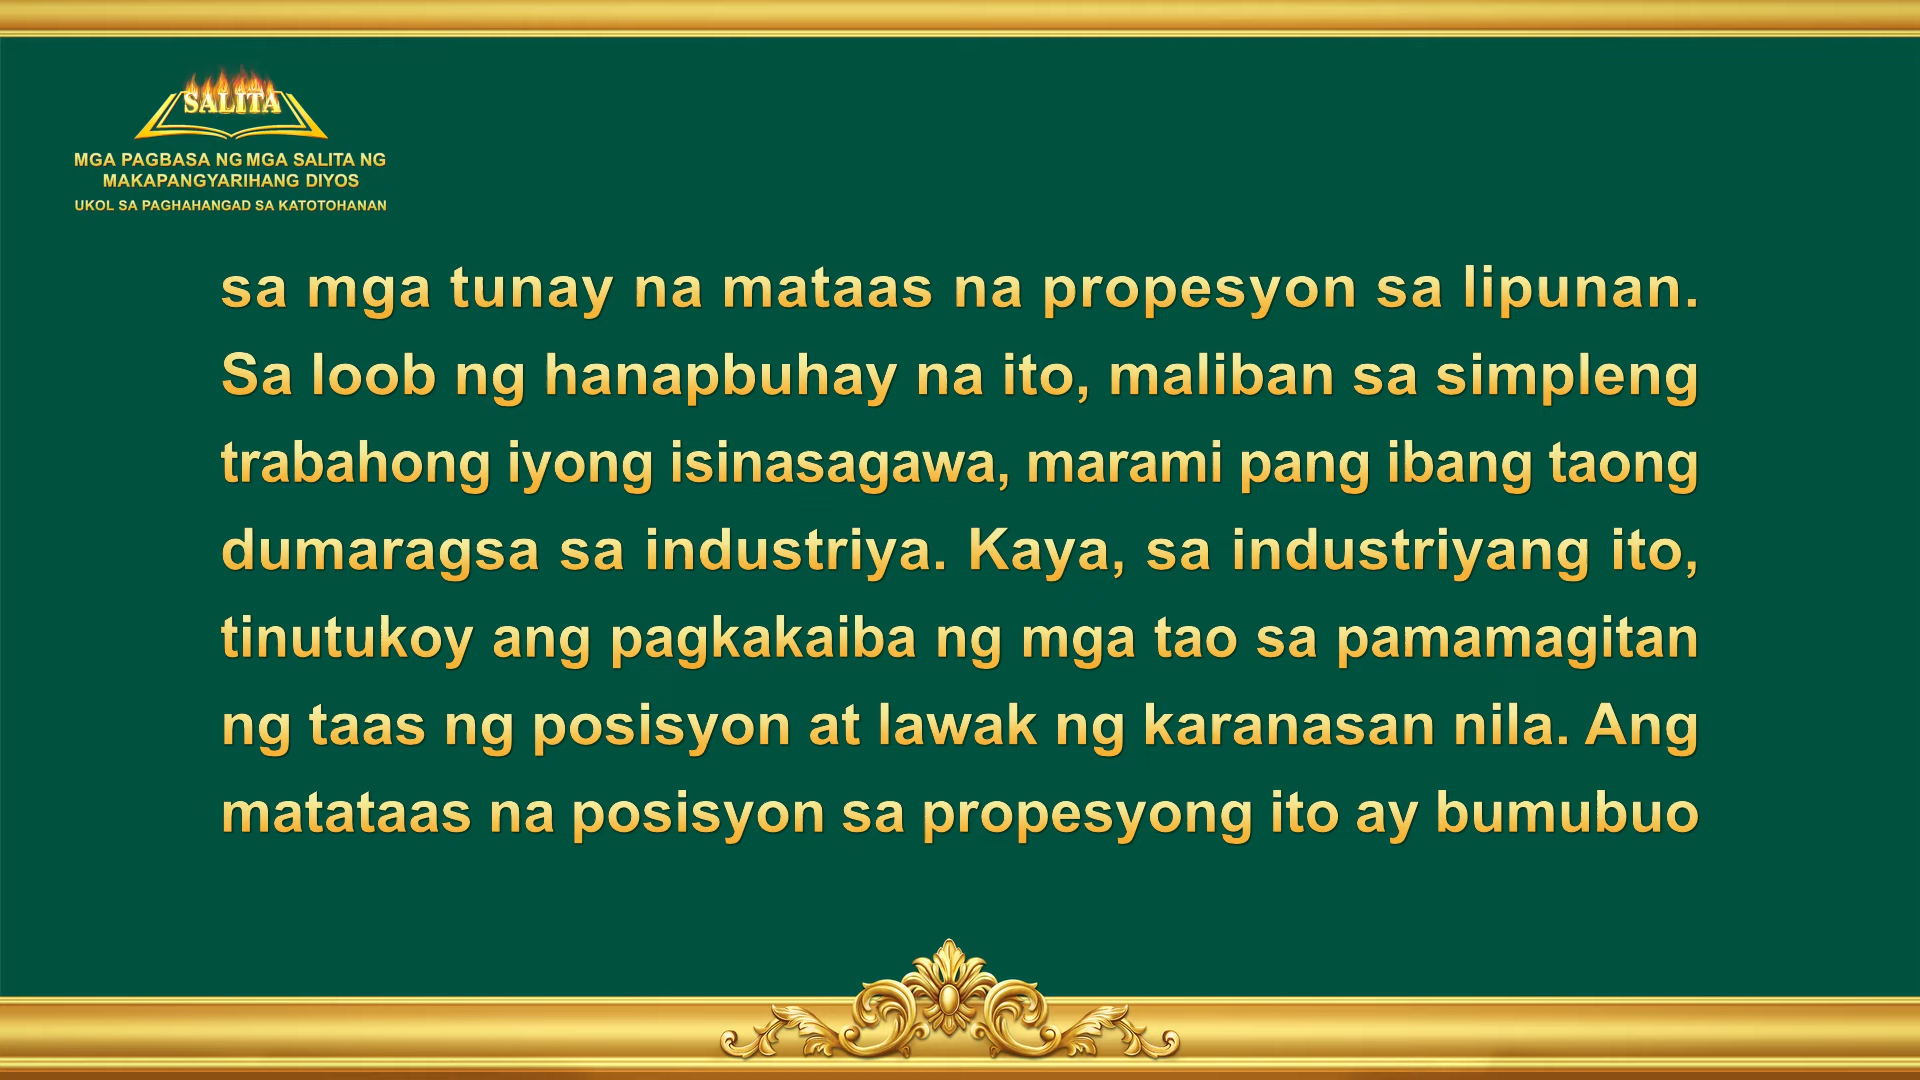 SALITA
MGA PAGBASA NG MGA SALITA NG
MAKAPANGYARIHANG DIYOS
UKOL SA PAGHAHANGAD SA KATOTOHANAN
sa mga tunay na mataas na propesyon sa lipunan.
Sa loob ng hanapbuhay na ito, maliban sa simpleng
trabahong iyong isinasagawa, marami pang ibang taong
dumaragsa sa industriya. Kaya, sa industriyang ito,
tinutukoy ang pagkakaiba ng mga tao sa pamamagitan
ng taas ng posisyon at lawak ng karanasan nila. Ang
matataas na posisyon sa propesyong ito ay bumubuo